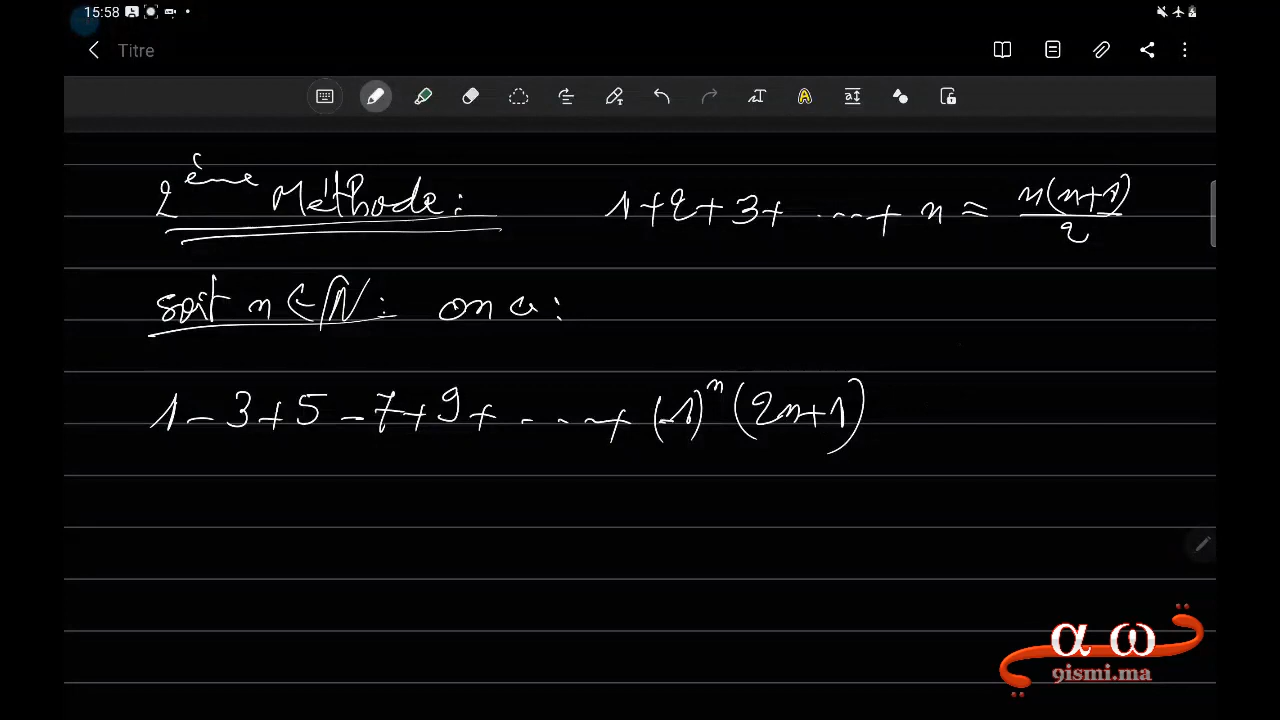 15:58
Titre
2ème Méthode : 1+2+3+ ....+ n = n(n+1)/2
soit n ∈ ℕ : on a :
1-3+5-7+9+ ....+ (-1)^n (2n+1)
α ω
9ismi.ma